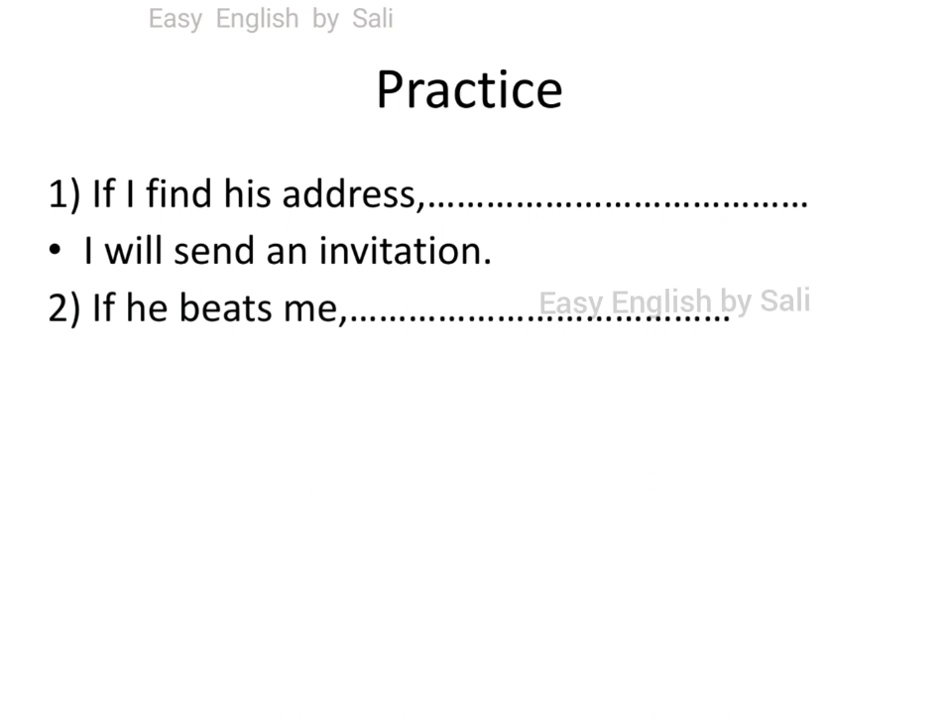 Easy English by Sali
Practice
1) If I find his address,.......................................
• I will send an invitation.
2) If he beats me,.......................................
Easy English by Sali